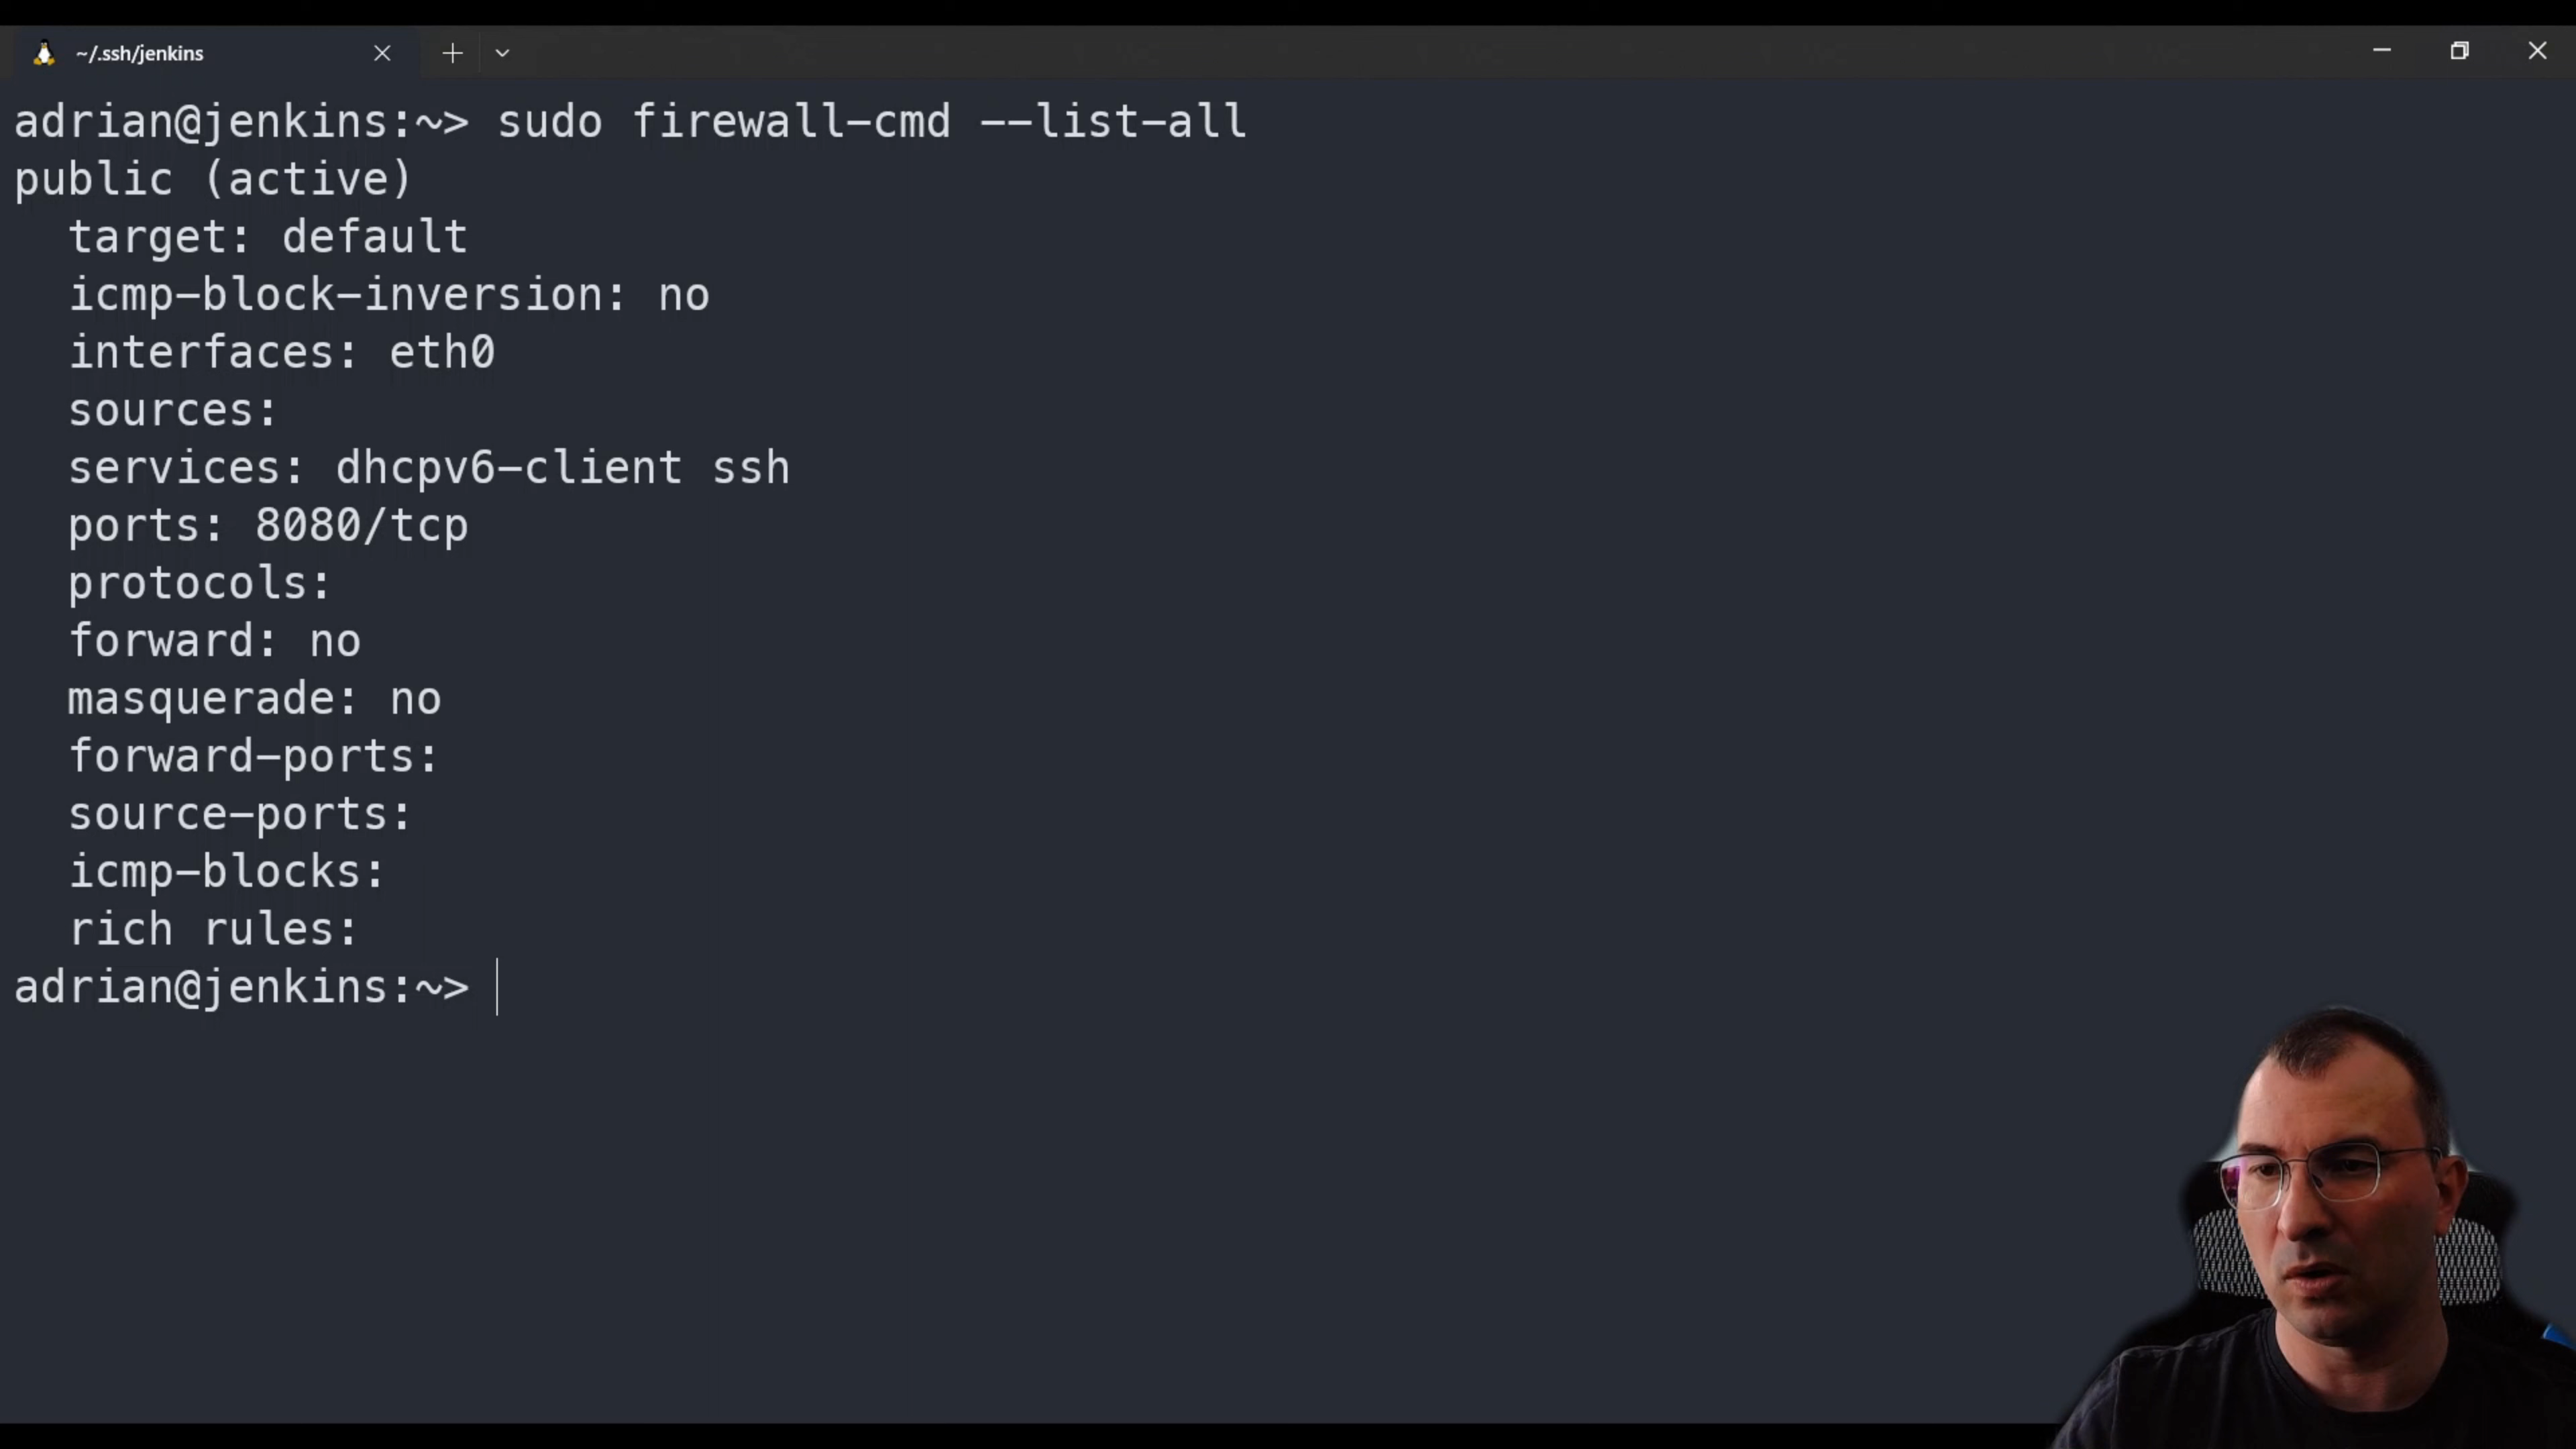 ~/.ssh/jenkins
adrian@jenkins:~> sudo firewall-cmd --list-all
public (active)
  target: default
  icmp-block-inversion: no
  interfaces: eth0
  sources:
  services: dhcpv6-client ssh
  ports: 8080/tcp
  protocols:
  forward: no
  masquerade: no
  forward-ports:
  source-ports:
  icmp-blocks:
  rich rules:
adrian@jenkins:~>